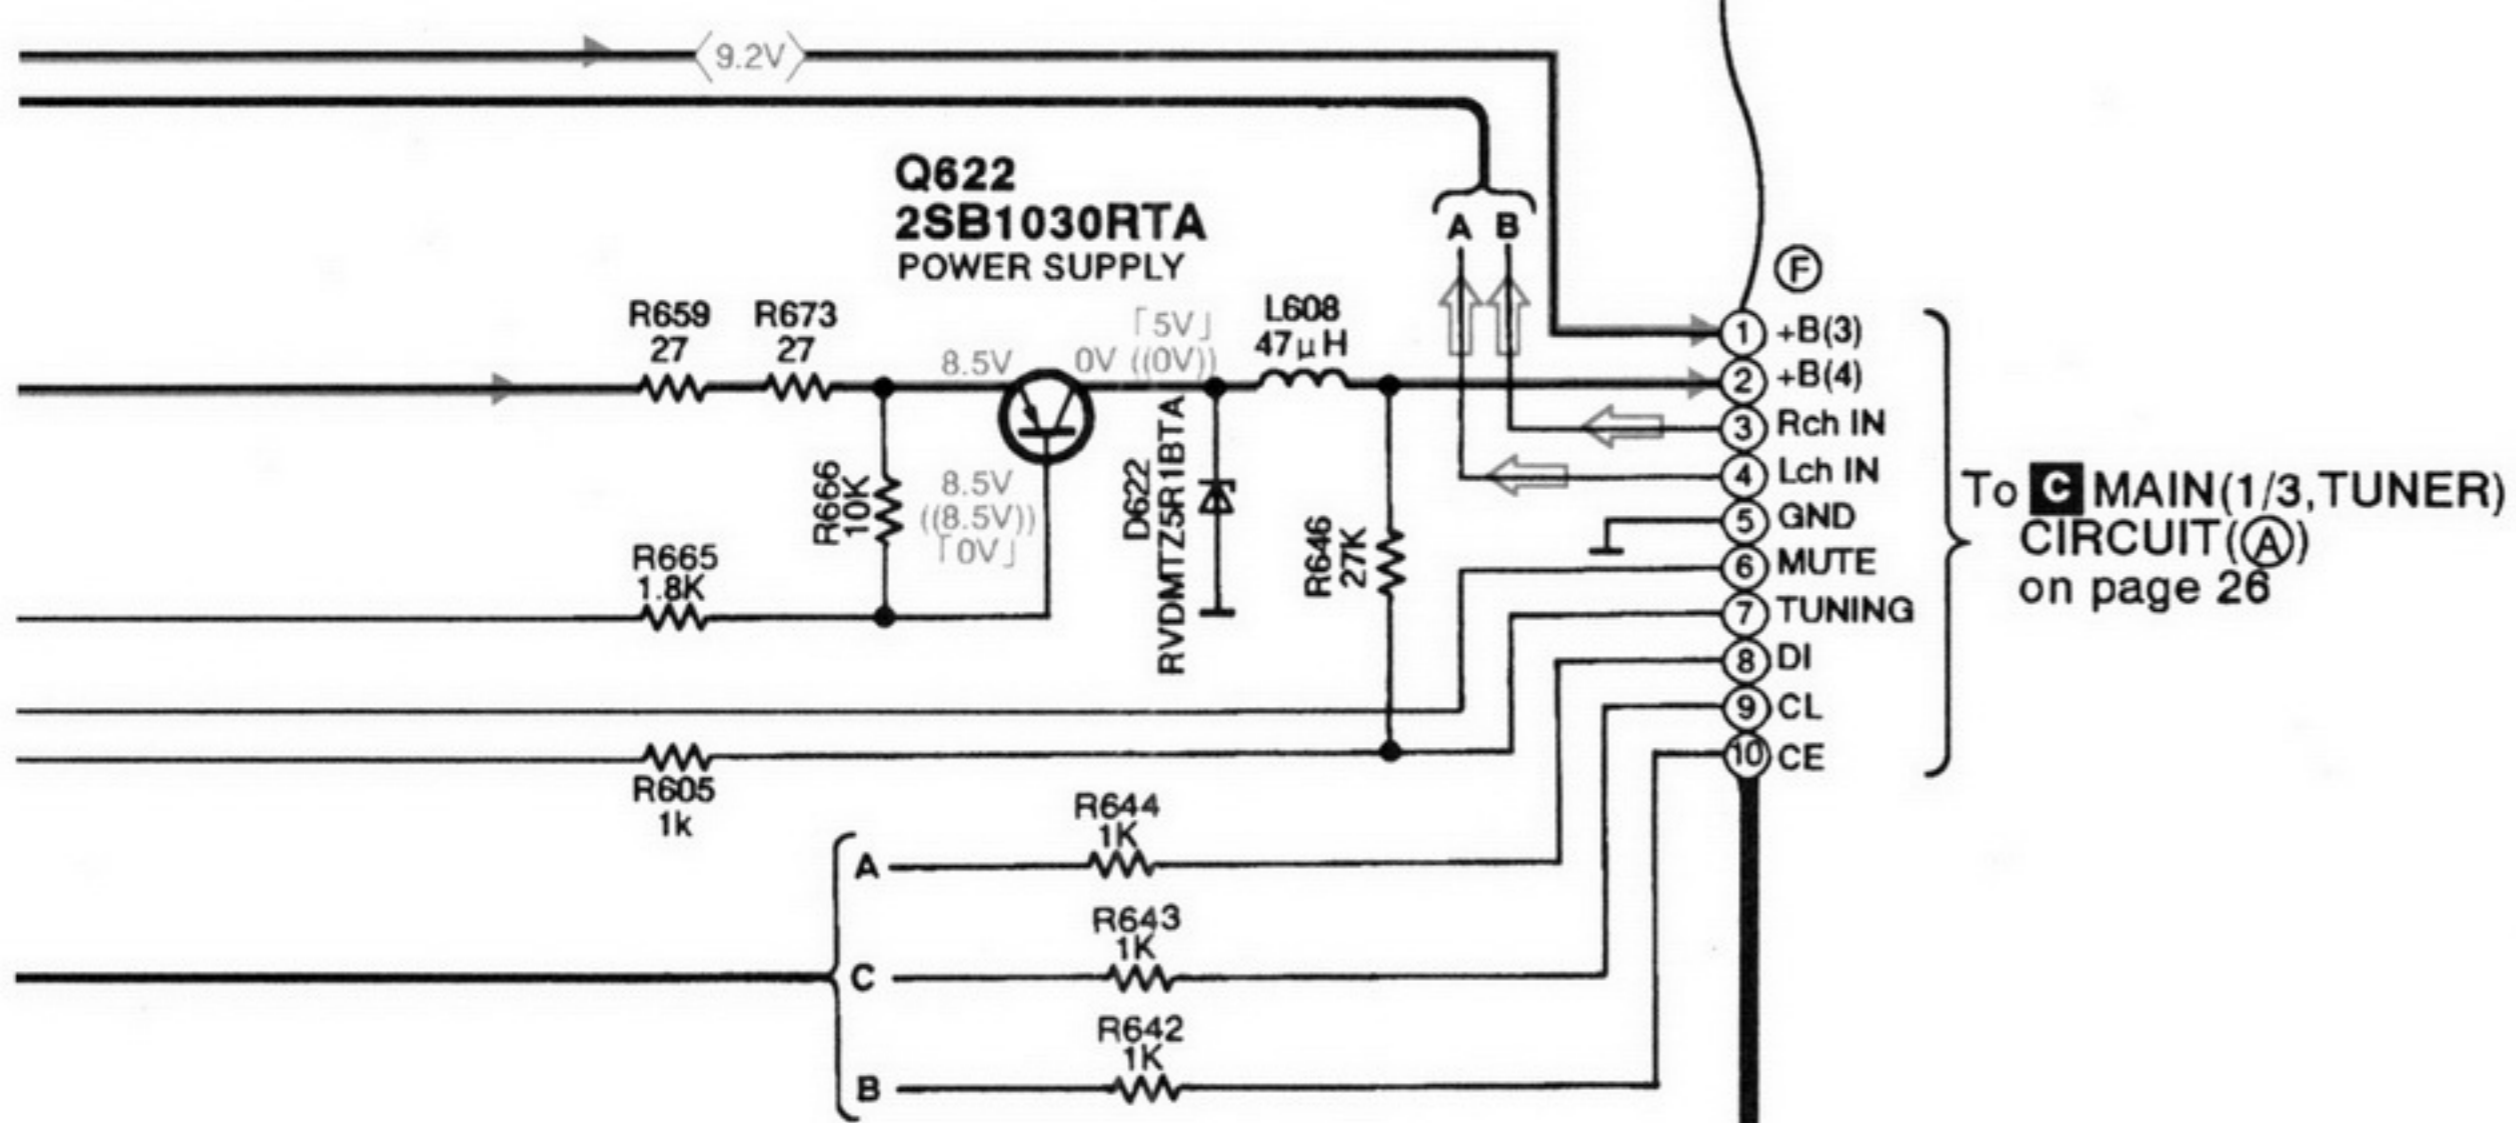 9.2V
Q622
2SB1030RTA
POWER SUPPLY
A B
F
R659
27
R673
27
8.5V
「5V」
0V ((0V))
L608
47μH
1 +B(3)
2 +B(4)
3 Rch IN
4 Lch IN
5 GND
6 MUTE
7 TUNING
8 DI
9 CL
10 CE
To C MAIN(1/3,TUNER)
CIRCUIT(A)
on page 26
R666
10K
8.5V
((8.5V))
「0V」
D622
RVDMTZ5R1BTA
R646
27K
R665
1.8K
R605
1k
A
R644
1K
C
R643
1K
B
R642
1K